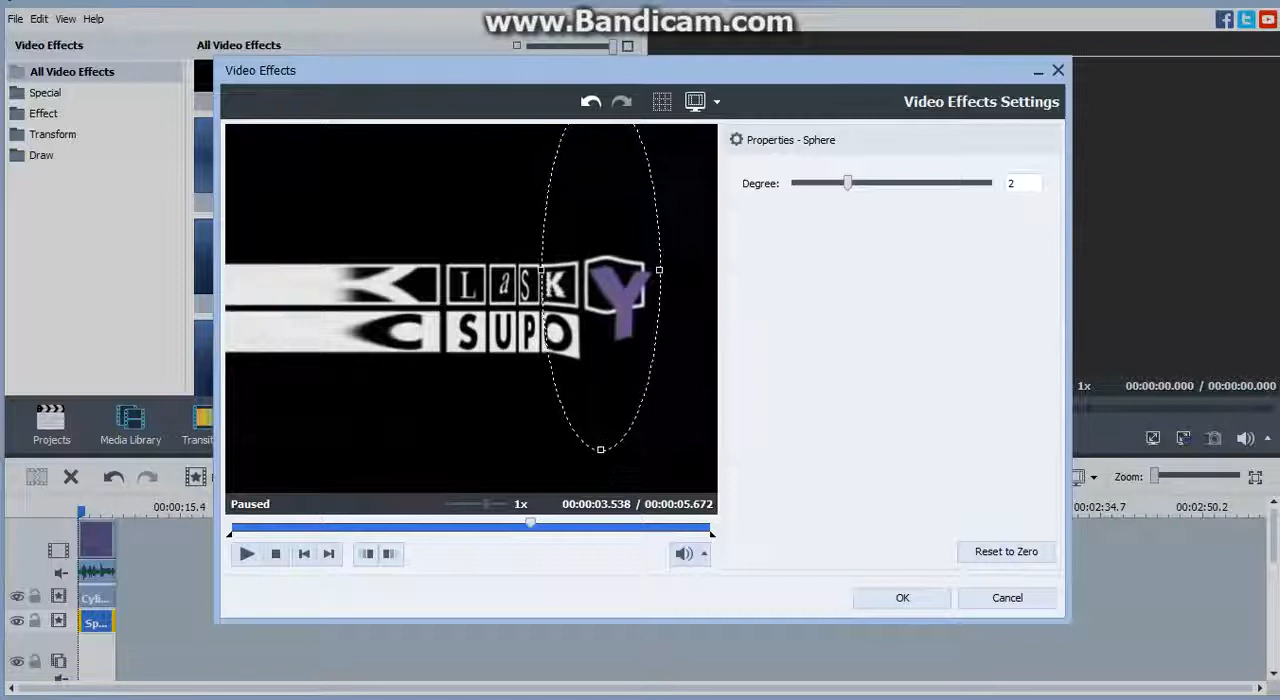 www.Bandicam.com
File Edit View Help
Video Effects
All Video Effects
All Video Effects
Special
Effect
Transform
Draw
Video Effects
Video Effects Settings
Properties - Sphere
Degree: 2
K LaSK Y
C SUPO
Paused 1x 00:00:03.538 / 00:00:05.672
Reset to Zero
OK Cancel
1x 00:00:00.000 / 00:00:00.000
Projects Media Library Transit
Zoom:
00:00:15.4 00:02:34.7 00:02:50.2
Cyli...
Sp...